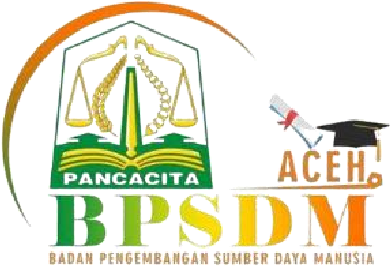 PANCACITA
ACEH
BPSDM
BADAN PENGEMBANGAN SUMBER DAYA MANUSIA